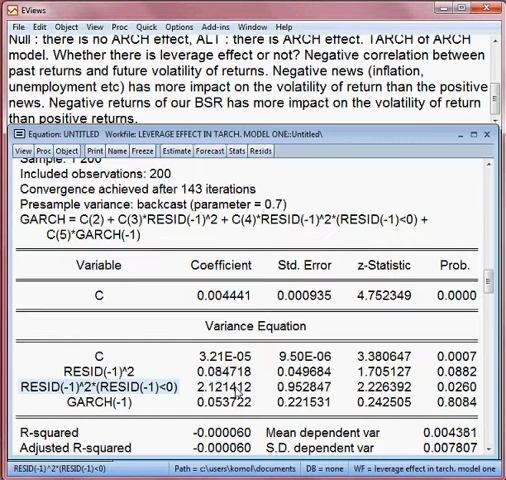 EViews
File Edit Object View Proc Quick Options Add-ins Window Help
Null : there is no ARCH effect, ALT : there is ARCH effect. TARCH of ARCH
model. Whether there is leverage effect or not? Negative correlation between
past returns and future volatility of returns. Negative news (inflation,
unemployment etc) has more impact on the volatility of return than the positive
news. Negative returns of our BSR has more impact on the volatility of return
than positive returns.
Equation: UNTITLED Workfile: LEVERAGE EFFECT IN TARCH. MODEL ONE::Untitled\
View Proc Object Print Name Freeze Estimate Forecast Stats Resids
Sample: 1 200
Included observations: 200
Convergence achieved after 143 iterations
Presample variance: backcast (parameter = 0.7)
GARCH = C(2) + C(3)*RESID(-1)^2 + C(4)*RESID(-1)^2*(RESID(-1)<0) +
C(5)*GARCH(-1)
Variable Coefficient Std. Error z-Statistic Prob.
C 0.004441 0.000935 4.752349 0.0000
Variance Equation
C 3.21E-05 9.50E-06 3.380647 0.0007
RESID(-1)^2 0.084718 0.049684 1.705127 0.0882
RESID(-1)^2*(RESID(-1)<0) 2.121412 0.952847 2.226392 0.0260
GARCH(-1) 0.053722 0.221531 0.242505 0.8084
R-squared -0.000060 Mean dependent var 0.004381
Adjusted R-squared -0.000060 S.D. dependent var 0.007807
RESID(-1)^2*(RESID(-1)<0) Path = c:\users\komol\documents DB = none WF = leverage effect in tarch. model one